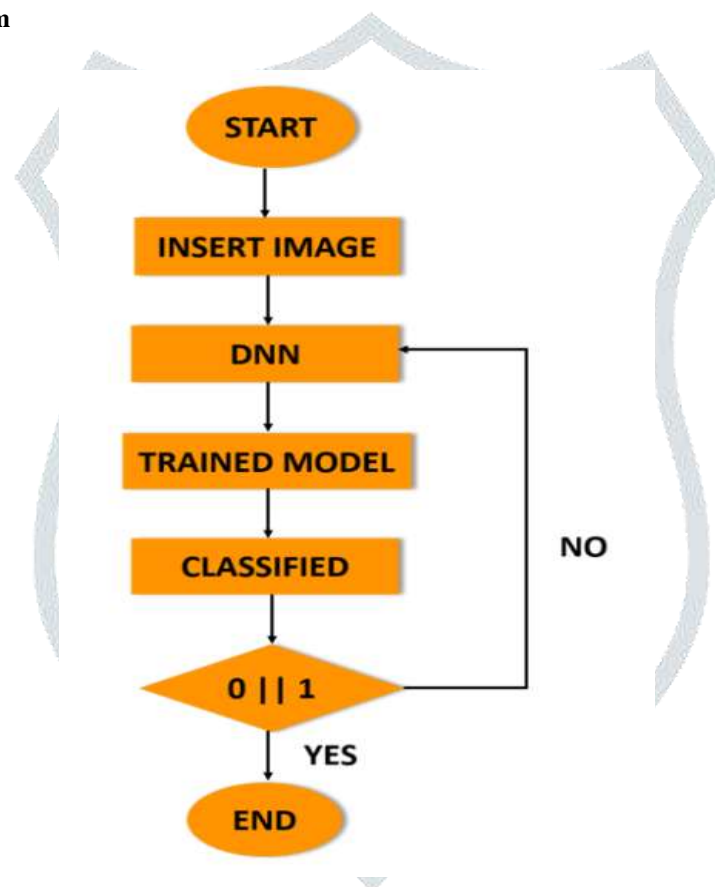 START
INSERT IMAGE
DNN
TRAINED MODEL
CLASSIFIED
NO
0 || 1
YES
END